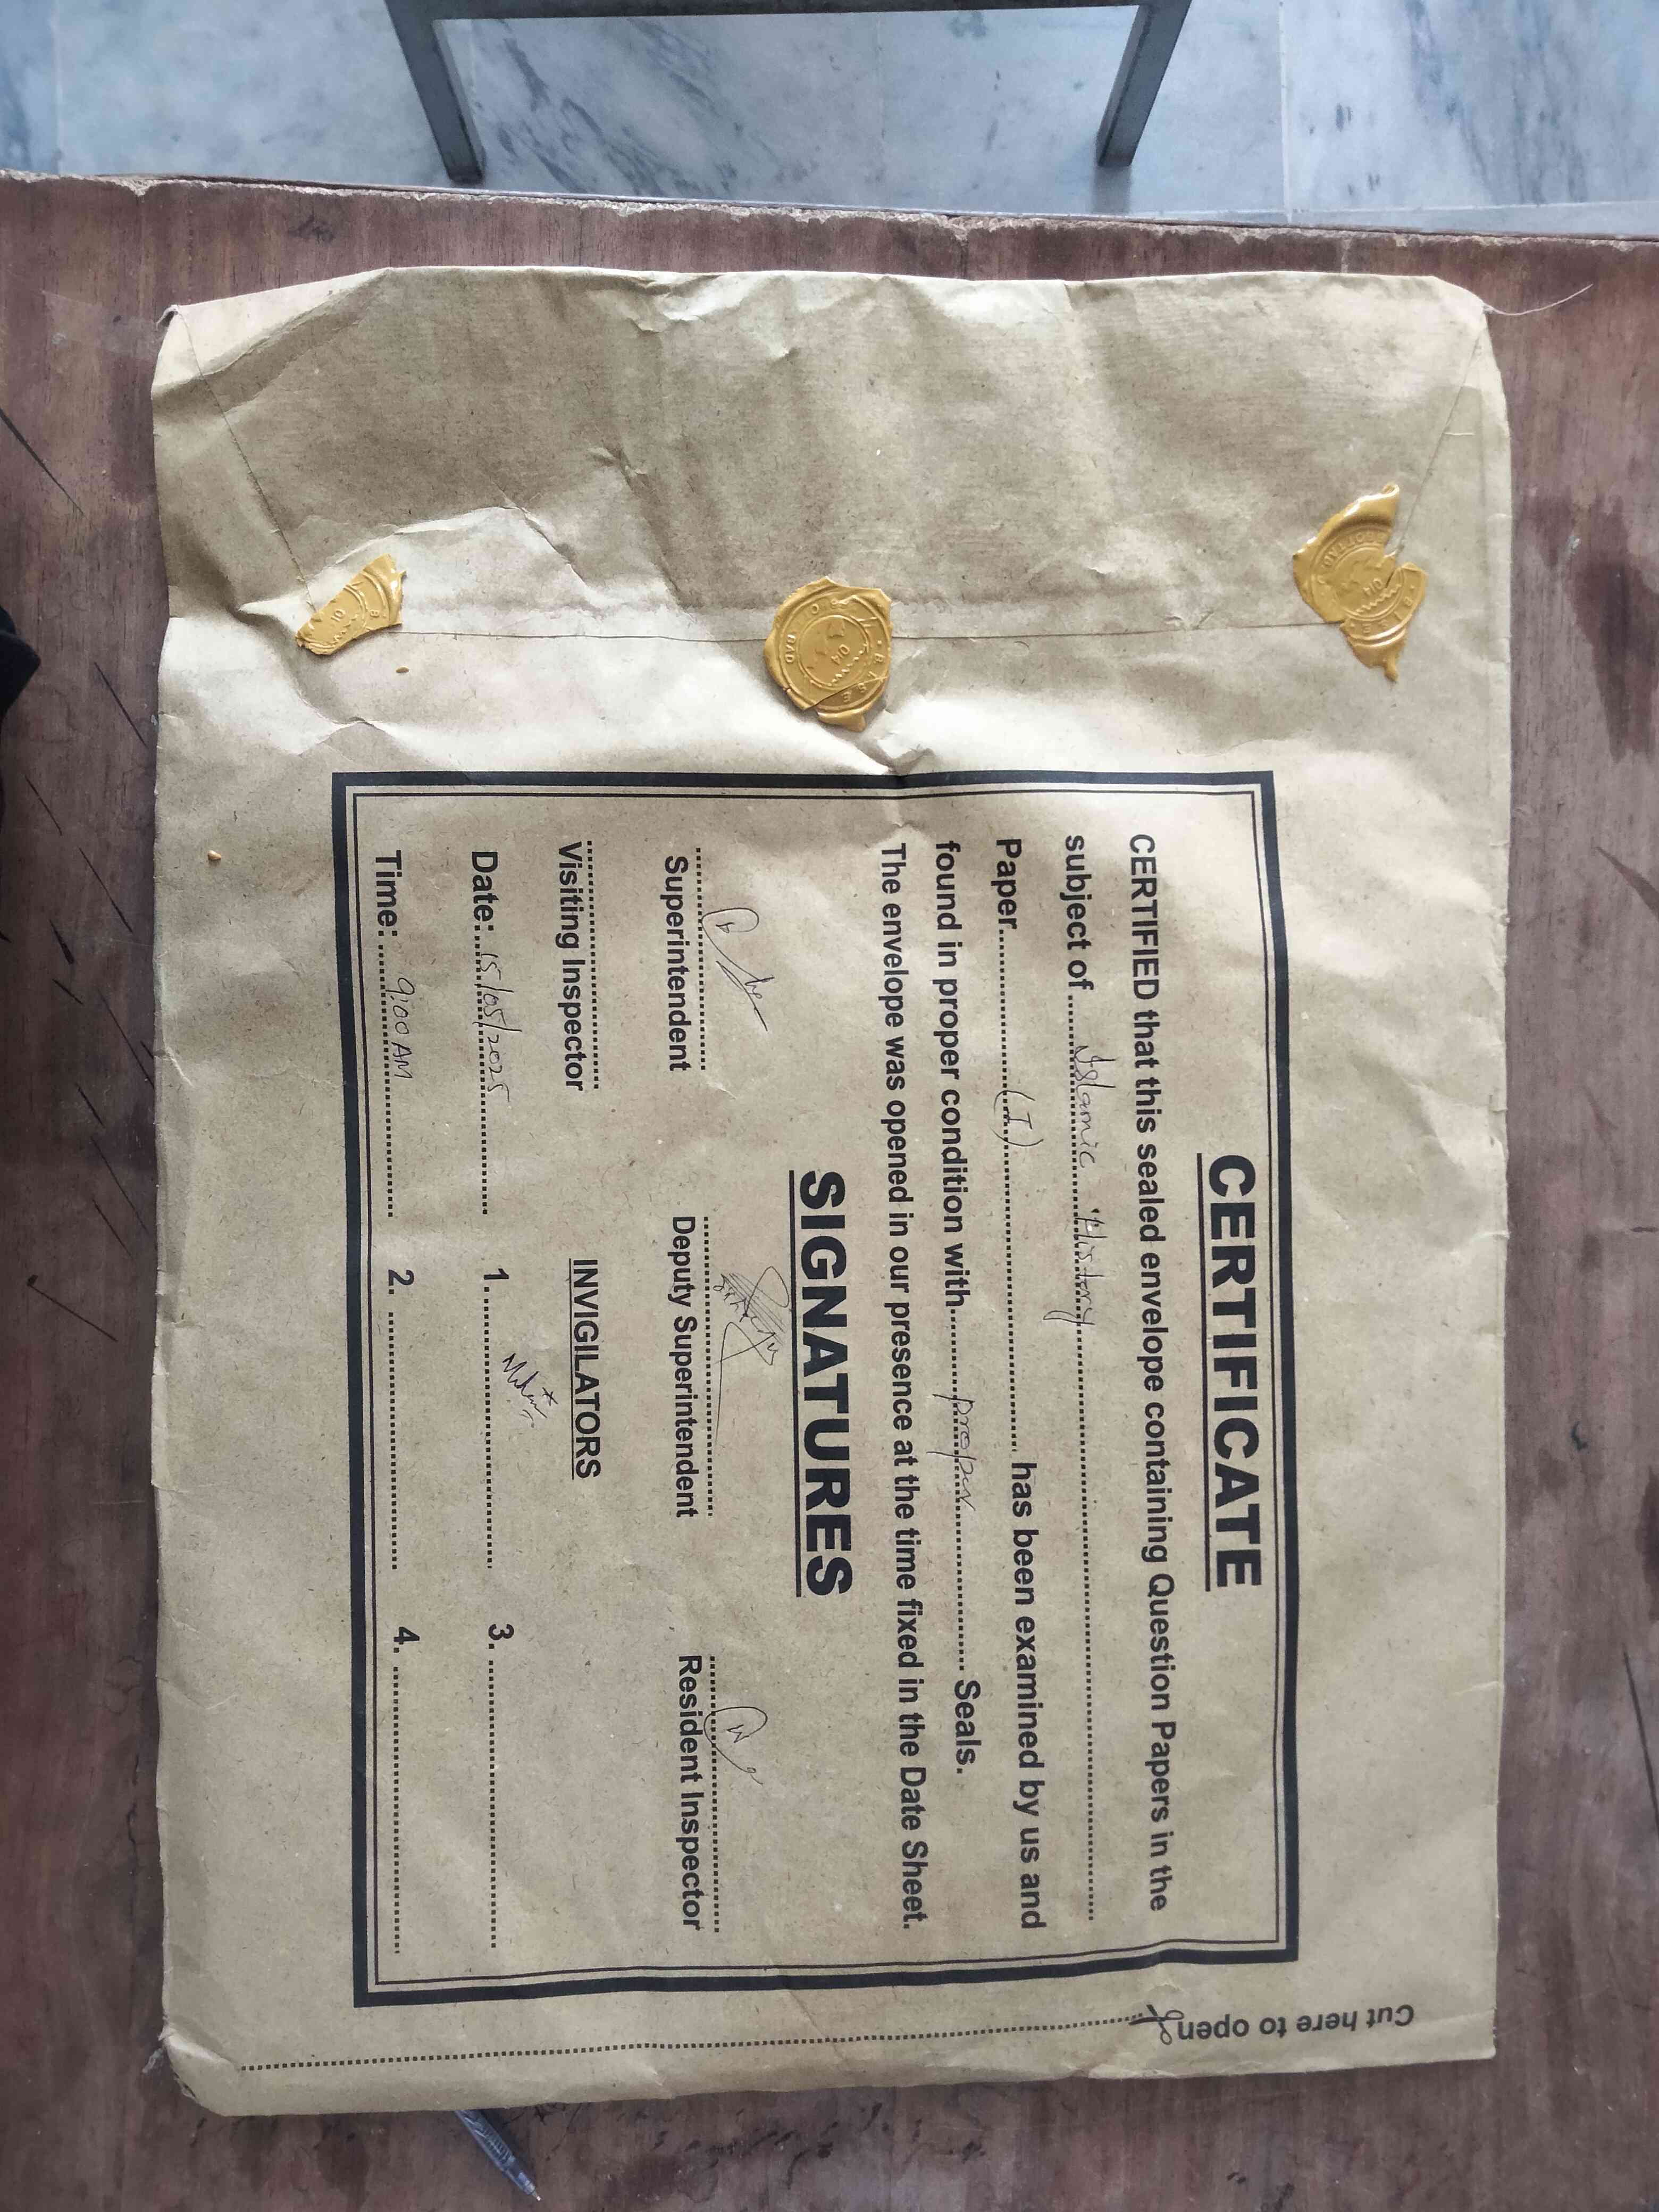 CERTIFICATE
CERTIFIED that this sealed envelope containing Question Papers in the
subject of ........ Islamic History ........
Paper ........ (I) ........ has been examined by us and
found in proper condition with ........ proper ........ Seals.
The envelope was opened in our presence at the time fixed in the Date Sheet.
SIGNATURES
Superintendent Deputy Superintendent Resident Inspector
Visiting Inspector INVIGILATORS
Date: 15/05/2025 1. ........ 3. ........
Time: 9:00 AM 2. ........ 4. ........
Cut here to open